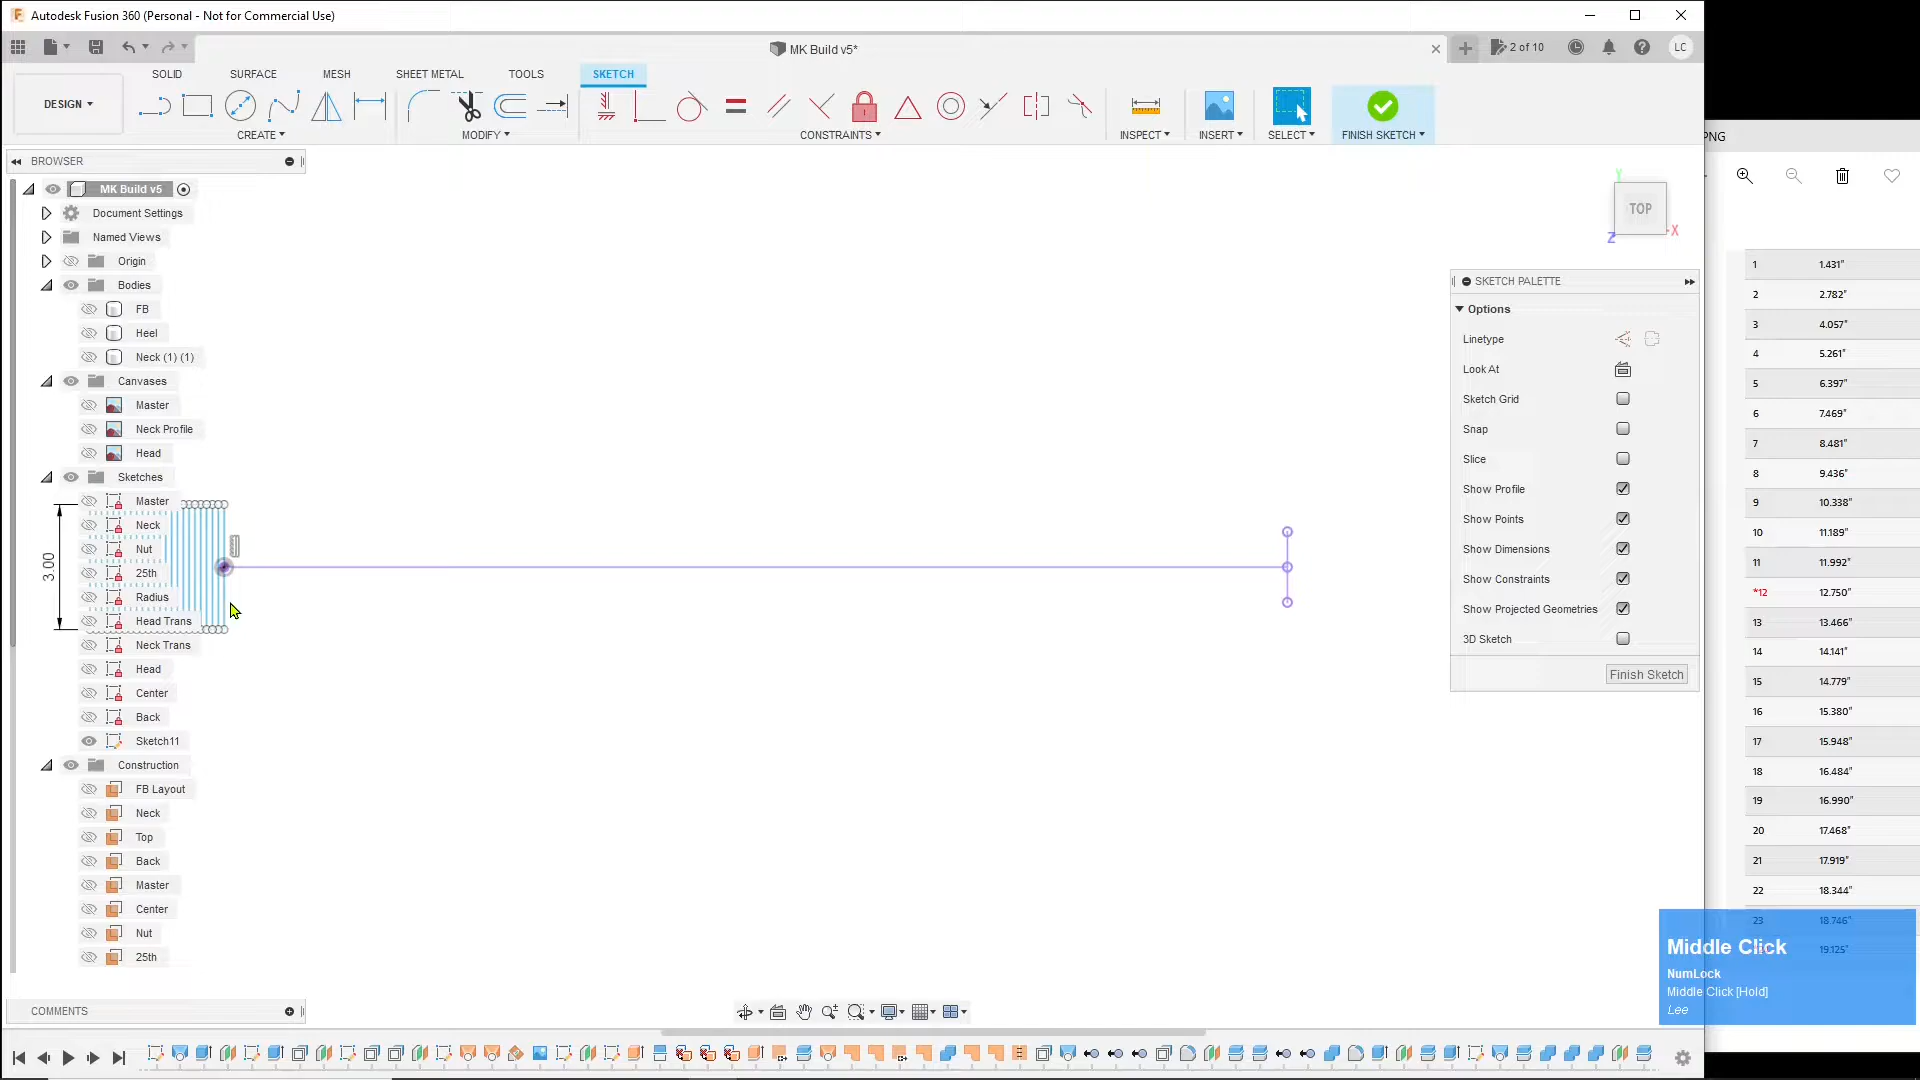 Autodesk Fusion 360 (Personal - Not for Commercial Use)
MK Build v5*
2 of 10
LC
PNG
DESIGN
SOLID
SURFACE
MESH
SHEET METAL
TOOLS
SKETCH
CREATE
MODIFY
CONSTRAINTS
INSPECT
INSERT
SELECT
FINISH SKETCH
BROWSER
MK Build v5
Document Settings
Named Views
Origin
Bodies
FB
Heel
Neck (1) (1)
Canvases
Master
Neck Profile
Head
Sketches
Master
Neck
Nut
25th
Radius
Head Trans
Neck Trans
Head
Center
Back
Sketch11
Construction
FB Layout
Neck
Top
Back
Master
Center
Nut
25th
COMMENTS
3.00
Y
TOP
X
Z
SKETCH PALETTE
Options
Linetype
Look At
Sketch Grid
Snap
Slice
Show Profile
Show Points
Show Dimensions
Show Constraints
Show Projected Geometries
3D Sketch
Finish Sketch
1 1.431"
2 2.782"
3 4.057"
4 5.261"
5 6.397"
6 7.469"
7 8.481"
8 9.436"
9 10.338"
10 11.189"
11 11.992"
*12 12.750"
13 13.466"
14 14.141"
15 14.779"
16 15.380"
17 15.948"
18 16.484"
19 16.990"
20 17.468"
21 17.919"
22 18.344"
23 18.746"
19.125"
Middle Click
NumLock
Middle Click [Hold]
Lee